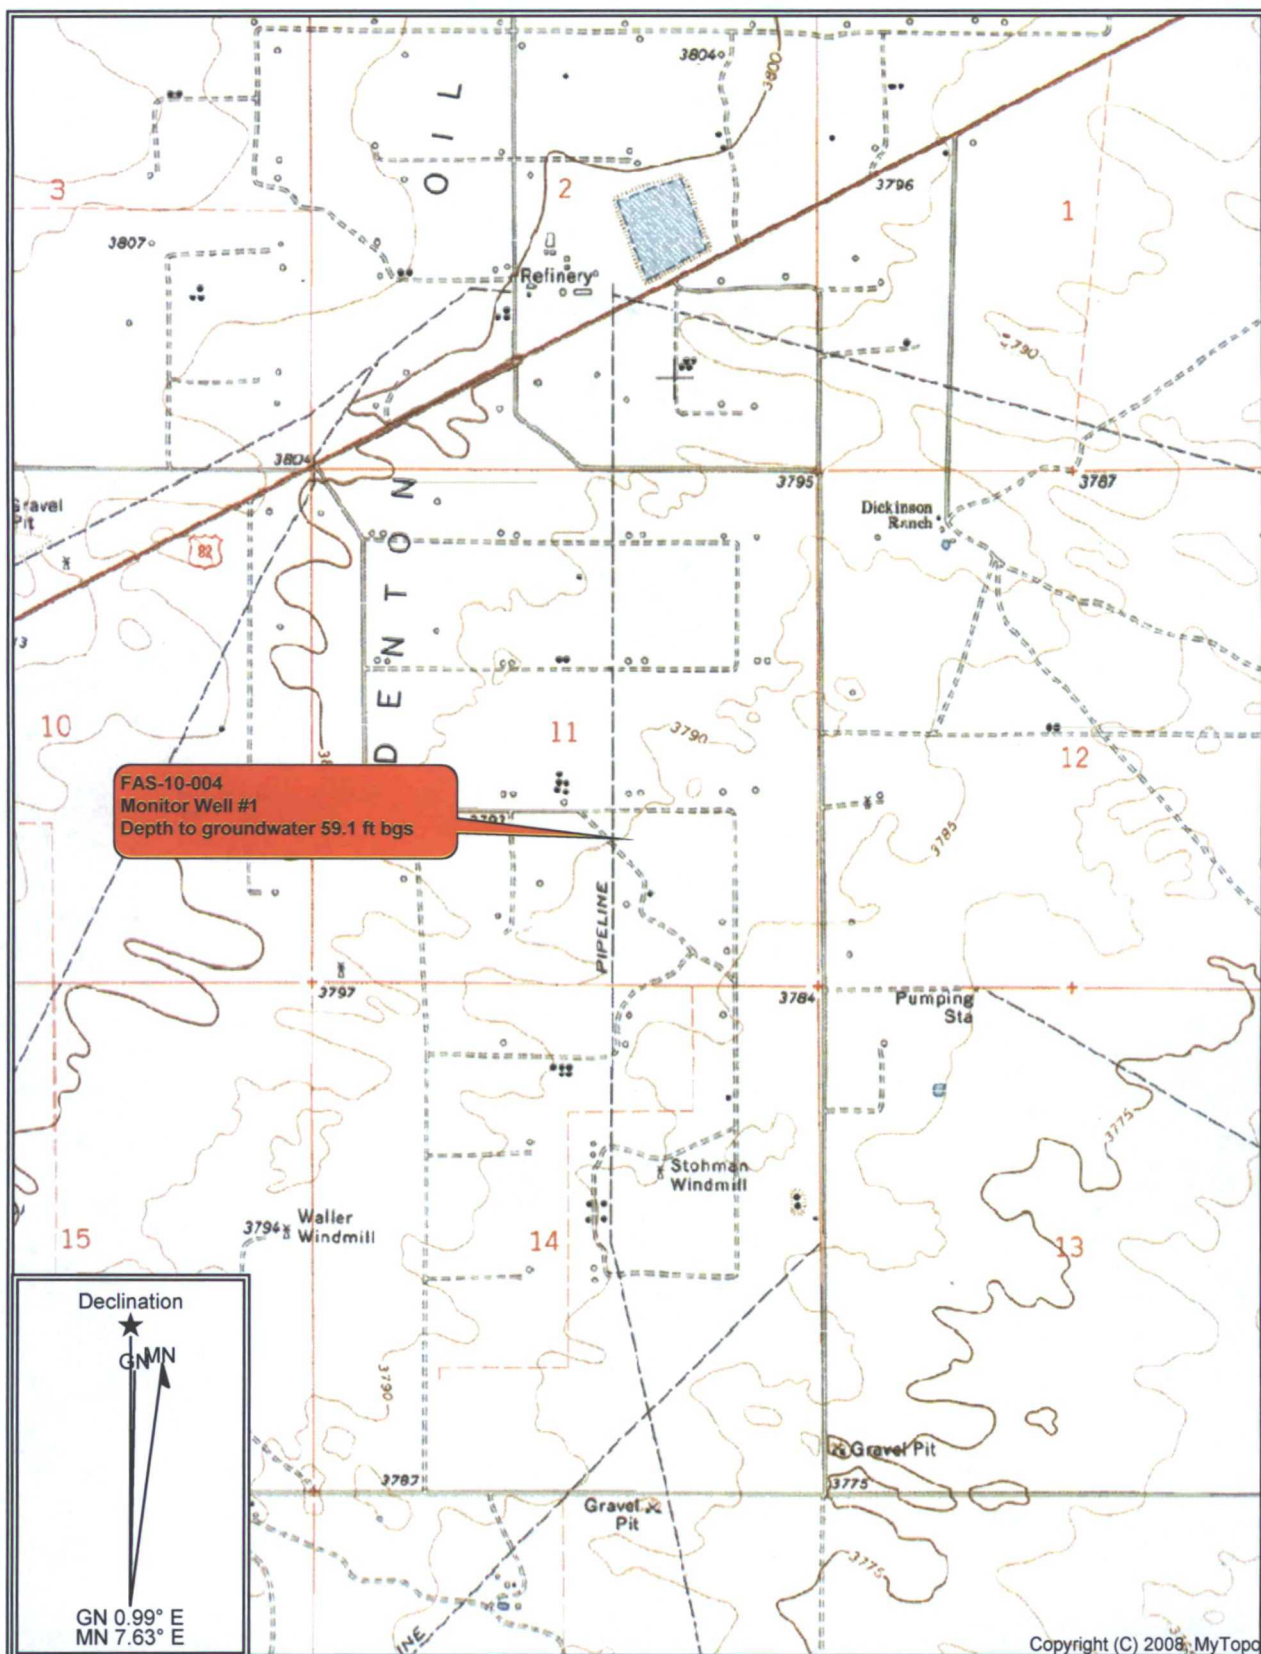 3804
3800
OIL
3
2
3796
1
3807
Refinery
3790
3804
3795
3787
Gravel
Pit
82
Dickinson
Ranch
DENTON
10
11
3790
12
FAS-10-004
Monitor Well #1
Depth to groundwater 59.1 ft bgs
3785
PIPELINE
3797
3784
Pumping
Sta
3775
Stohman
Windmill
3794
Waller
Windmill
15
14
13
Declination
GN
MN
3790
Gravel Pit
3787
3775
Gravel
Pit
3775
GN 0.99° E
MN 7.63° E
INE
Copyright (C) 2008, MyTopo